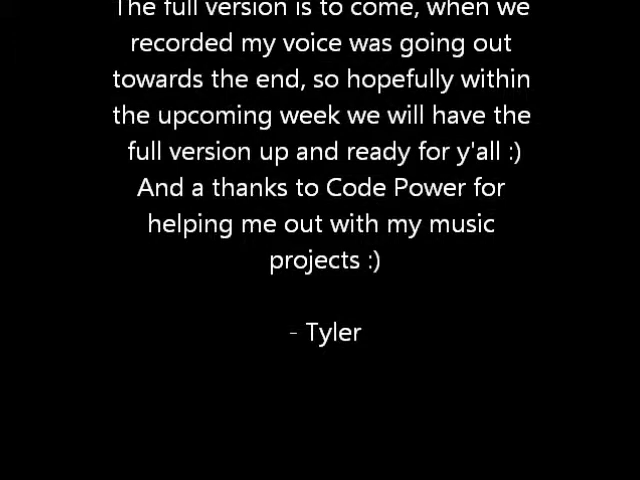 The full version is to come, when we
recorded my voice was going out
towards the end, so hopefully within
the upcoming week we will have the
full version up and ready for y'all :)
And a thanks to Code Power for
helping me out with my music
projects :)
- Tyler